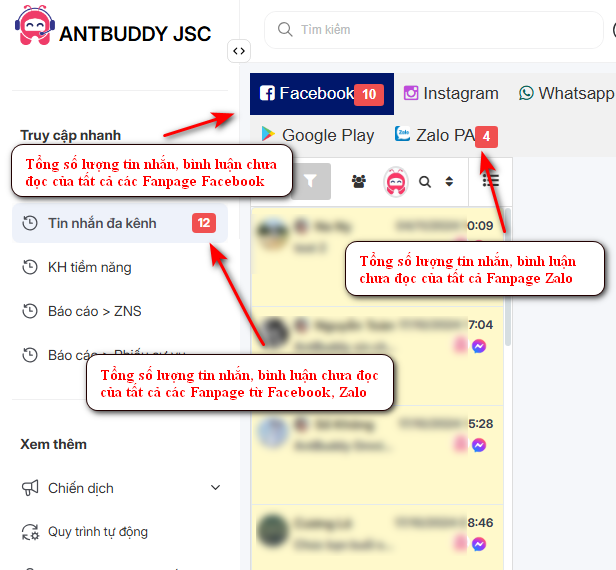 ANTBUDDY JSC
Tìm kiếm
Facebook 10
Instagram
Whatsapp
Google Play
Zalo PA 4
Truy cập nhanh
Tổng số lượng tin nhắn, bình luận chưa
đọc của tất cả các Fanpage Facebook
Tin nhắn đa kênh 12
0:09
KH tiềm năng
Tổng số lượng tin nhắn, bình luận
chưa đọc của tất cả Fanpage Zalo
Báo cáo > ZNS
7:04
Báo cáo > Phiếu sự vụ
Tổng số lượng tin nhắn, bình luận chưa đọc
của tất cả các Fanpage từ Facebook, Zalo
5:28
Xem thêm
Chiến dịch
Quy trình tự động
8:46